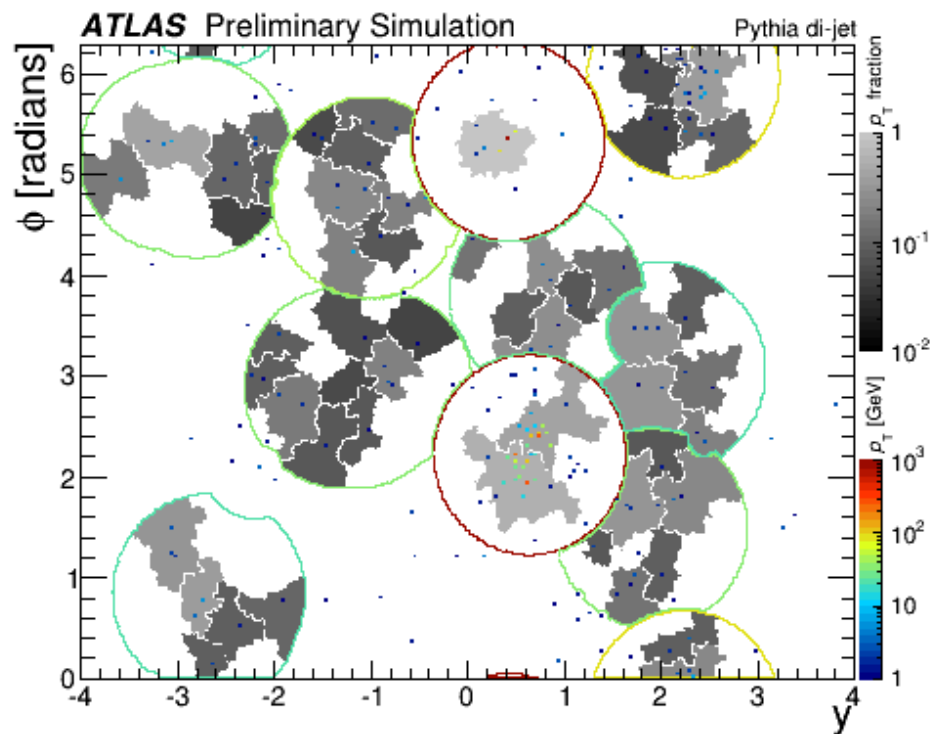 ATLAS Preliminary Simulation
Pythia di-jet
ϕ [radians]
6
5
4
3
2
1
0
-4 -3 -2 -1 0 1 2 3 4
y
p_T fraction
1
10^-1
10^-2
p_T [GeV]
10^3
10^2
10
1